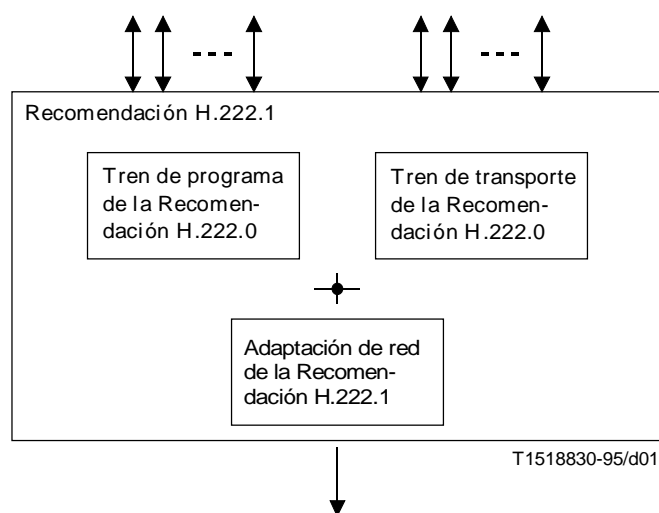 Recomendación H.222.1
Tren de programa
de la Recomen-
dación H.222.0
Tren de transporte
de la Recomen-
dación H.222.0
Adaptación de red
de la Recomen-
dación H.222.1
T1518830-95/d01